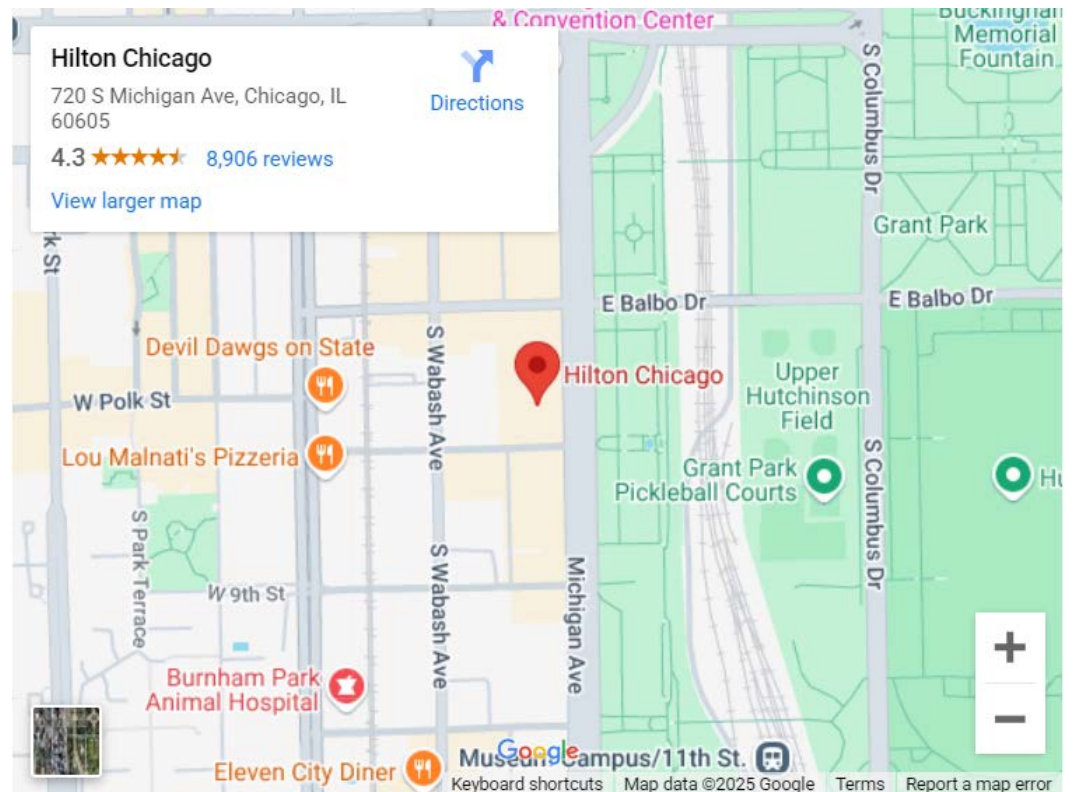 & Convention Center
Buckingham
Memorial
Fountain
Hilton Chicago
720 S Michigan Ave, Chicago, IL
60605
4.3
8,906 reviews
View larger map
Directions
S Columbus Dr
Grant Park
rk St
E Balbo Dr
E Balbo Dr
Devil Dawgs on State
S Wabash Ave
Hilton Chicago
Upper
Hutchinson
Field
W Polk St
Lou Malnati's Pizzeria
Grant Park
Pickleball Courts
S Columbus Dr
Hu
S Park Terrace
W 9th St
S Wabash Ave
Michigan Ave
Burnham Park
Animal Hospital
Eleven City Diner
Google
Museum Campus/11th St.
Keyboard shortcuts
Map data ©2025 Google
Terms
Report a map error